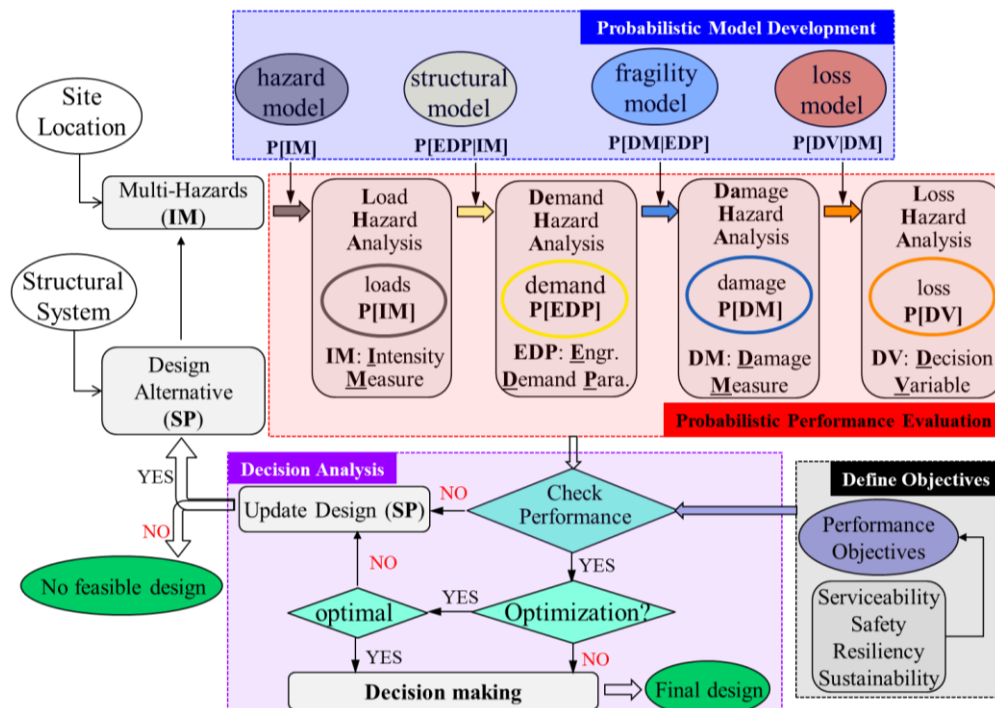 Probabilistic Model Development
hazard
model
structural
model
fragility
model
loss
model
P[IM]
P[EDP|IM]
P[DM|EDP]
P[DV|DM]
Site
Location
Multi-Hazards
(IM)
Structural
System
Design
Alternative
(SP)
Load
Hazard
Analysis
loads
P[IM]
IM: Intensity
Measure
Demand
Hazard
Analysis
demand
P[EDP]
EDP: Engr.
Demand Para.
Damage
Hazard
Analysis
damage
P[DM]
DM: Damage
Measure
Loss
Hazard
Analysis
loss
P[DV]
DV: Decision
Variable
Probabilistic Performance Evaluation
Decision Analysis
YES
NO
No feasible design
Update Design (SP)
NO
Check
Performance
YES
NO
optimal
YES
Optimization?
YES
NO
Decision making
Final design
Define Objectives
Performance
Objectives
Serviceability
Safety
Resiliency
Sustainability